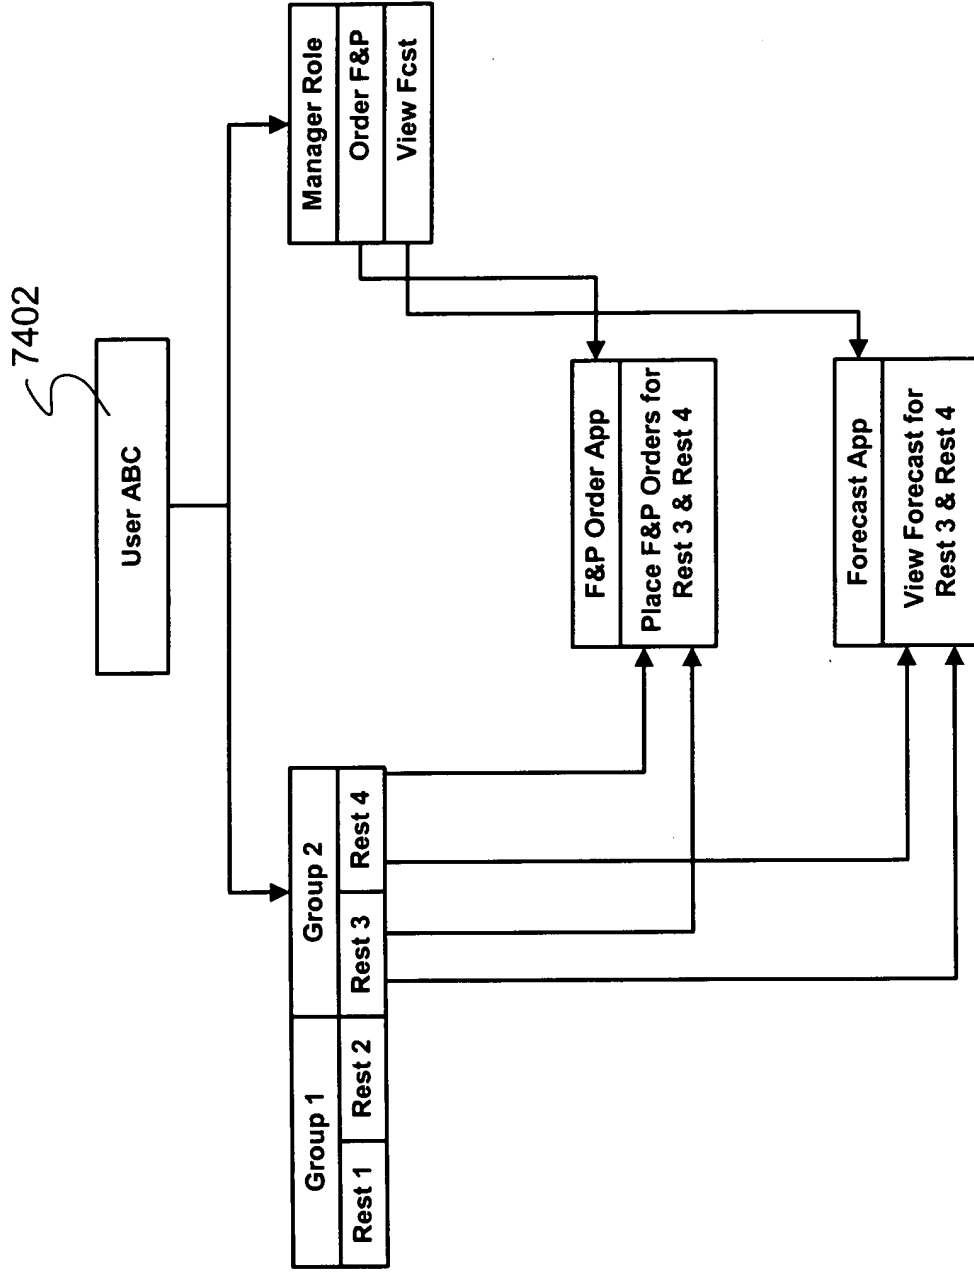 7402
User ABC
Group 1
Group 2
Manager Role
Rest 1
Rest 2
Rest 3
Rest 4
Order F&P
View Fcst
F&P Order App
Place F&P Orders for
Rest 3 & Rest 4
Forecast App
View Forecast for
Rest 3 & Rest 4